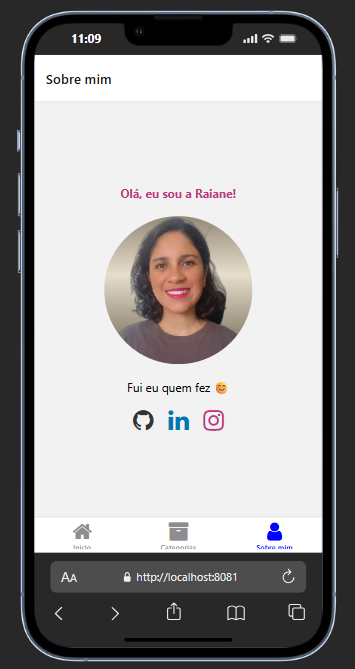 11:09
Sobre mim
Olá, eu sou a Raiane!
Fui eu quem fez 😊
in
Início
Categorias
Sobre mim
AA
http://localhost:8081